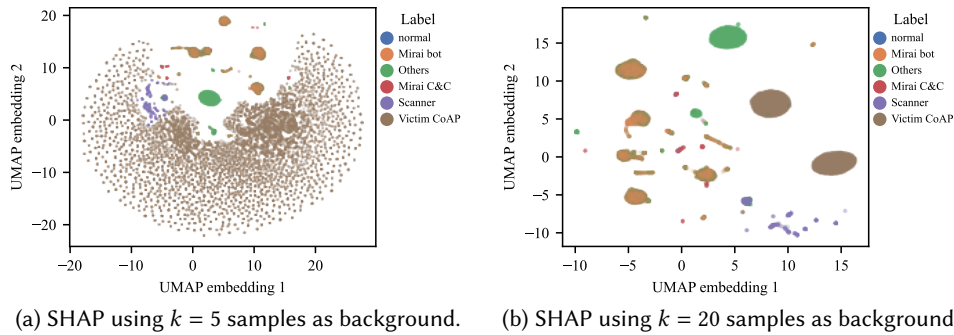 Label
normal
Mirai bot
Others
Mirai C&C
Scanner
Victim CoAP
UMAP embedding 2
20
10
0
−10
−20
−20 −10 0 10 20
UMAP embedding 1
(a) SHAP using k = 5 samples as background.
Label
normal
Mirai bot
Others
Mirai C&C
Scanner
Victim CoAP
UMAP embedding 2
15
10
5
0
−5
−10
−10 −5 0 5 10 15
UMAP embedding 1
(b) SHAP using k = 20 samples as background